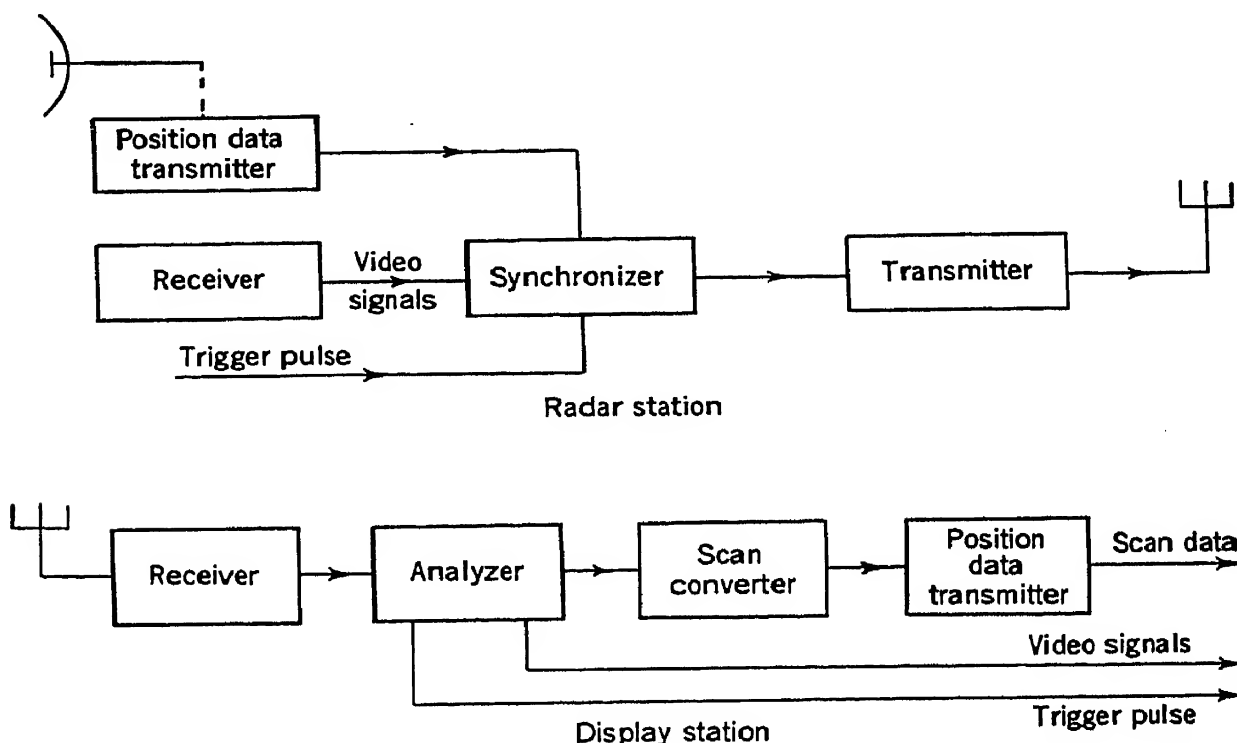 Position data
transmitter
Receiver
Video
signals
Synchronizer
Transmitter
Trigger pulse
Radar station
Receiver
Analyzer
Scan
converter
Position
data
transmitter
Scan data
Video signals
Trigger pulse
Display station